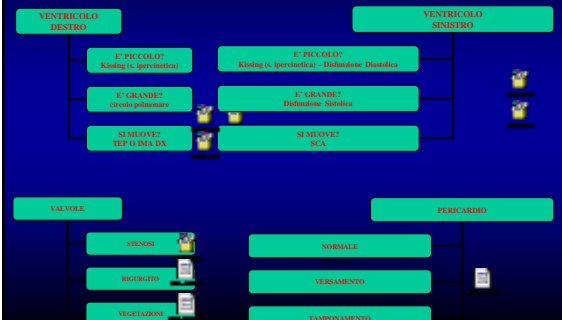 VENTRICOLO
DESTRO
E' PICCOLO?
Kissing (s. ipercinetica)
E' GRANDE?
circolo polmonare
SI MUOVE?
TEP O IMA DX
VENTRICOLO
SINISTRO
E' PICCOLO?
Kissing (s. ipercinetica) – Disfunzione Diastolica
E' GRANDE?
Disfunzione Sistolica
SI MUOVE?
SCA
VALVOLE
STENOSI
RIGURGITO
VEGETAZIONI
PERICARDIO
NORMALE
VERSAMENTO
TAMPONAMENTO